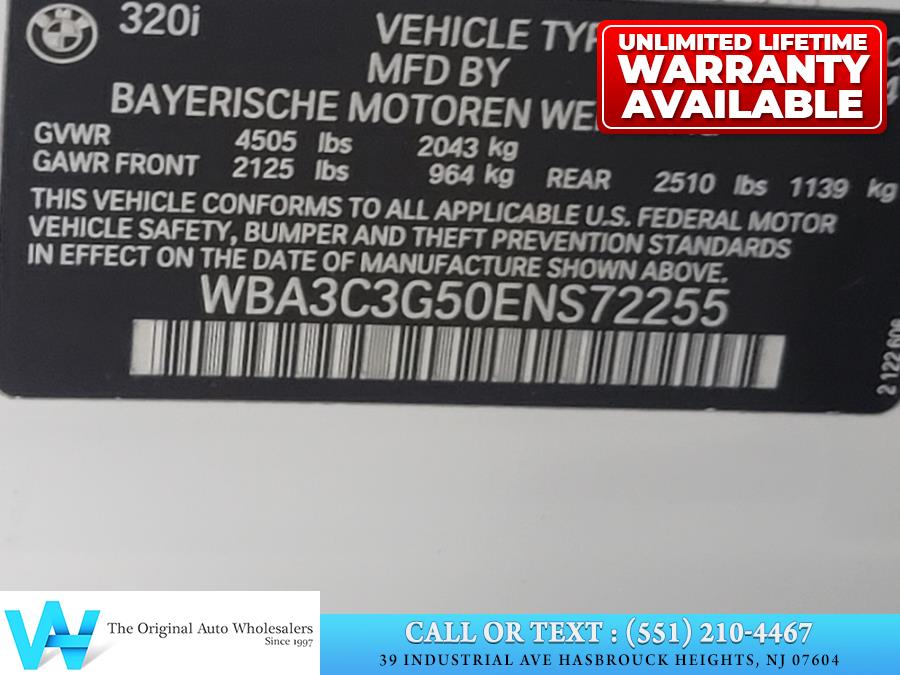 320i
VEHICLE TYP
MFD BY
BAYERISCHE MOTOREN WE
GVWR 4505 lbs 2043 kg
GAWR FRONT 2125 lbs 964 kg REAR 2510 lbs 1139 kg
THIS VEHICLE CONFORMS TO ALL APPLICABLE U.S. FEDERAL MOTOR
VEHICLE SAFETY, BUMPER AND THEFT PREVENTION STANDARDS
IN EFFECT ON THE DATE OF MANUFACTURE SHOWN ABOVE.
WBA3C3G50ENS72255
UNLIMITED LIFETIME
WARRANTY
AVAILABLE
The Original Auto Wholesalers
Since 1997
CALL OR TEXT : (551) 210-4467
39 INDUSTRIAL AVE HASBROUCK HEIGHTS, NJ 07604